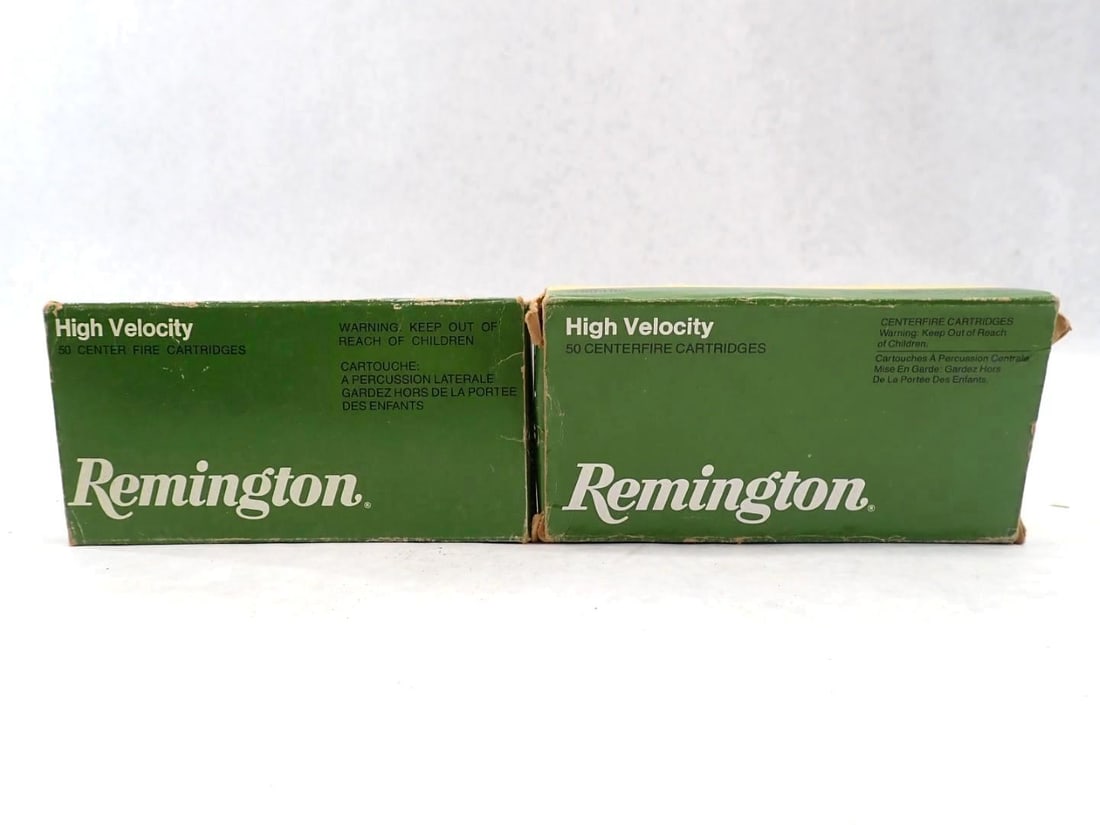 High Velocity
50 CENTER FIRE CARTRIDGES
WARNING. KEEP OUT OF
REACH OF CHILDREN
CARTOUCHE:
A PERCUSSION LATERALE
GARDEZ HORS DE LA PORTEE
DES ENFANTS
Remington®
High Velocity
50 CENTERFIRE CARTRIDGES
CENTERFIRE CARTRIDGES
Warning: Keep Out of Reach
of Children.
Cartouches À Percussion Centrale
Mise En Garde: Gardez Hors
De La Portee Des Enfants.
Remington®